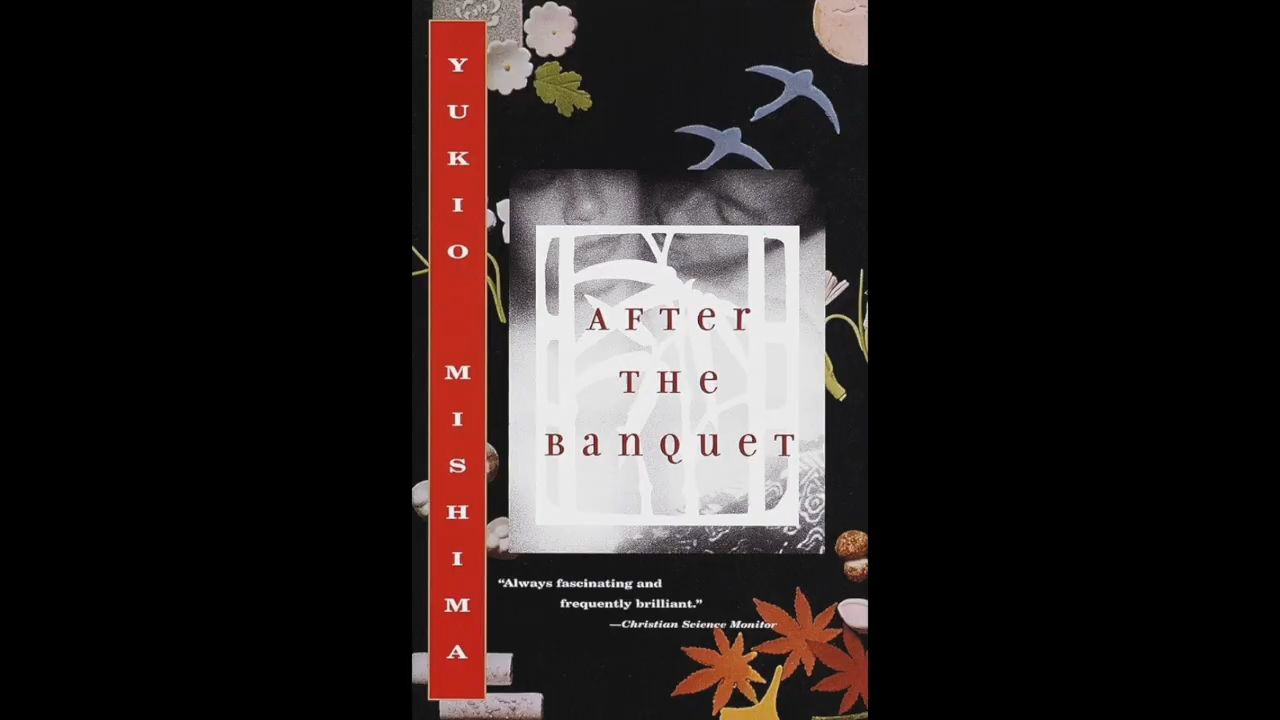 YUKIO MISHIMA
AFTer
THe
BanQueT
“Always fascinating and
frequently brilliant.”
—Christian Science Monitor